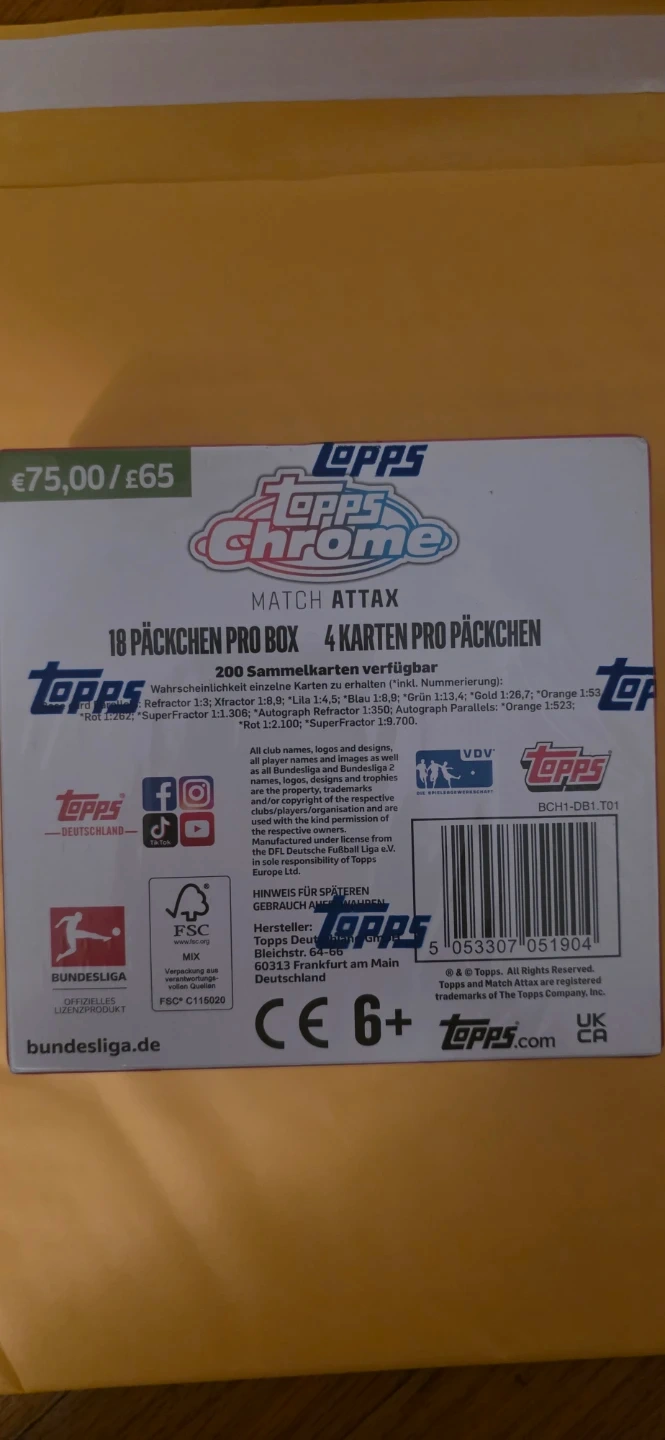 €75,00/£65
topps
topps
Chrome
MATCH ATTAX
18 PÄCKCHEN PRO BOX 4 KARTEN PRO PÄCKCHEN
200 Sammelkarten verfügbar
Wahrscheinlichkeit einzelne Karten zu erhalten (*inkl. Nummerierung):
topps
Refractor 1:3; Xfractor 1:8,9; *Lila 1:4,5; *Blau 1:8,9; *Grün 1:13,4; *Gold 1:26,7; *Orange 1:53
*Rot 1:262; *SuperFractor 1:1.306; *Autograph Refractor 1:350; Autograph Parallels: *Orange 1:523;
*Rot 1:2.100; *SuperFractor 1:9.700.
All club names, logos and designs,
all player names and images as well
as all Bundesliga and Bundesliga 2
names, logos, designs and trophies
are the property, trademarks
and/or copyright of the respective
clubs/players/organisation and are
used with the kind permission of
the respective owners.
Manufactured under license from
the DFL Deutsche Fußball Liga e.V.
in sole responsibility of Topps
Europe Ltd.
VDV
DIE SPIELERGEWERKSCHAFT
topps
BCH1-DB1.T01
topps
DEUTSCHLAND
TikTok
5 053307 051904
HINWEIS FÜR SPÄTEREN
GEBRAUCH AUFBEWAHREN
topps
Hersteller:
Topps Deutschland GmbH
Bleichstr. 64-66
60313 Frankfurt am Main
Deutschland
BUNDESLIGA
OFFIZIELLES
LIZENZPRODUKT
FSC
www.fsc.org
MIX
Verpackung aus
verantwortungs-
vollen Quellen
FSC® C115020
® & © Topps. All Rights Reserved.
Topps and Match Attax are registered
trademarks of The Topps Company, Inc.
bundesliga.de
CE 6+
topps.com
UK
CA